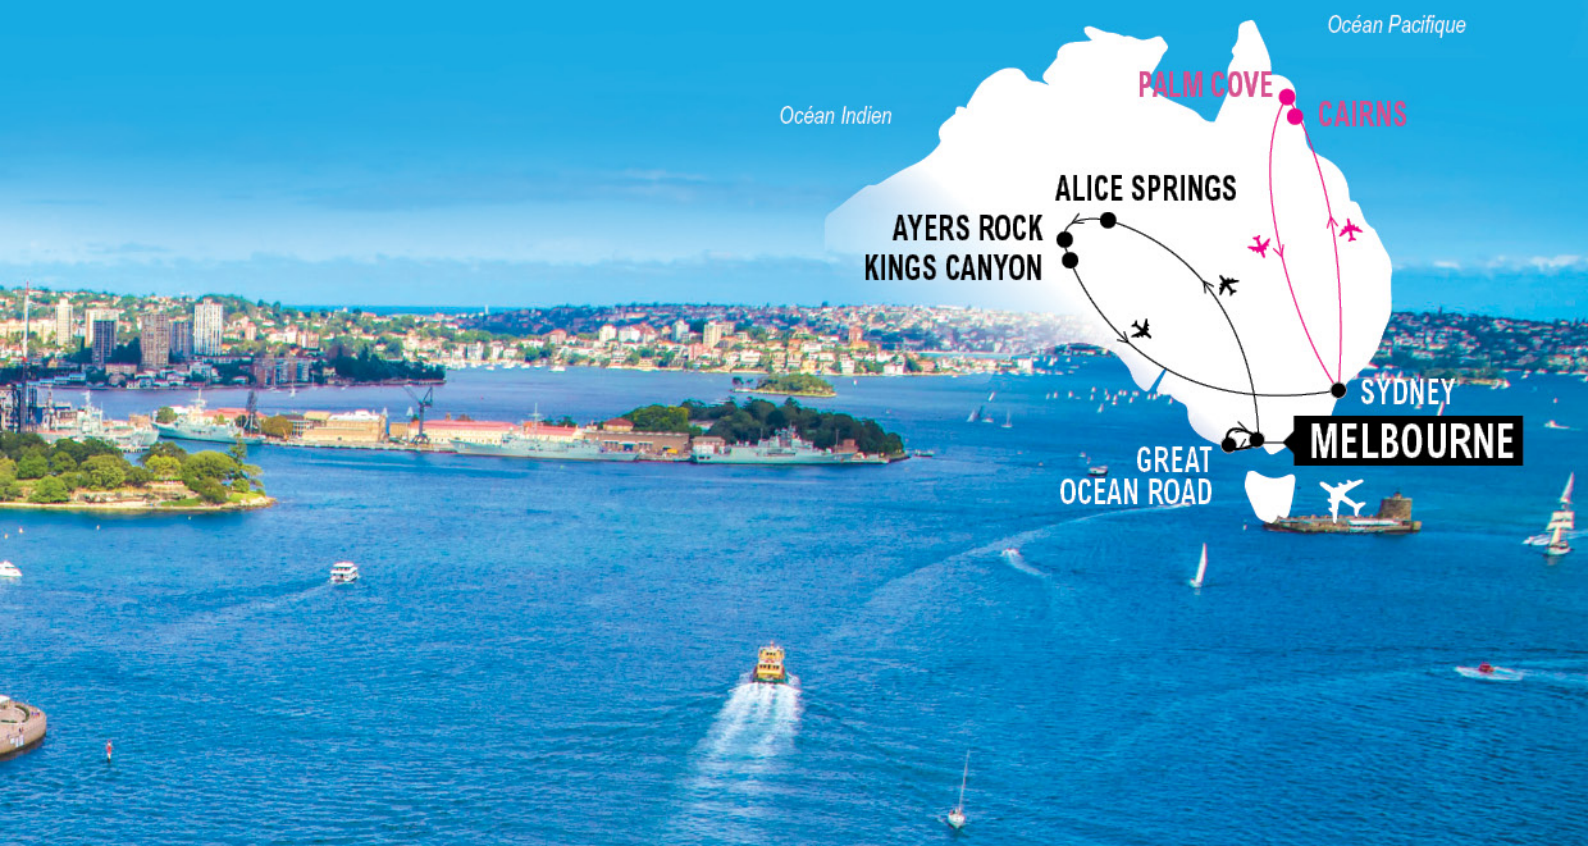 Océan Pacifique
PALM COVE
Océan Indien
CAIRNS
ALICE SPRINGS
AYERS ROCK
KINGS CANYON
SYDNEY
MELBOURNE
GREAT
OCEAN ROAD